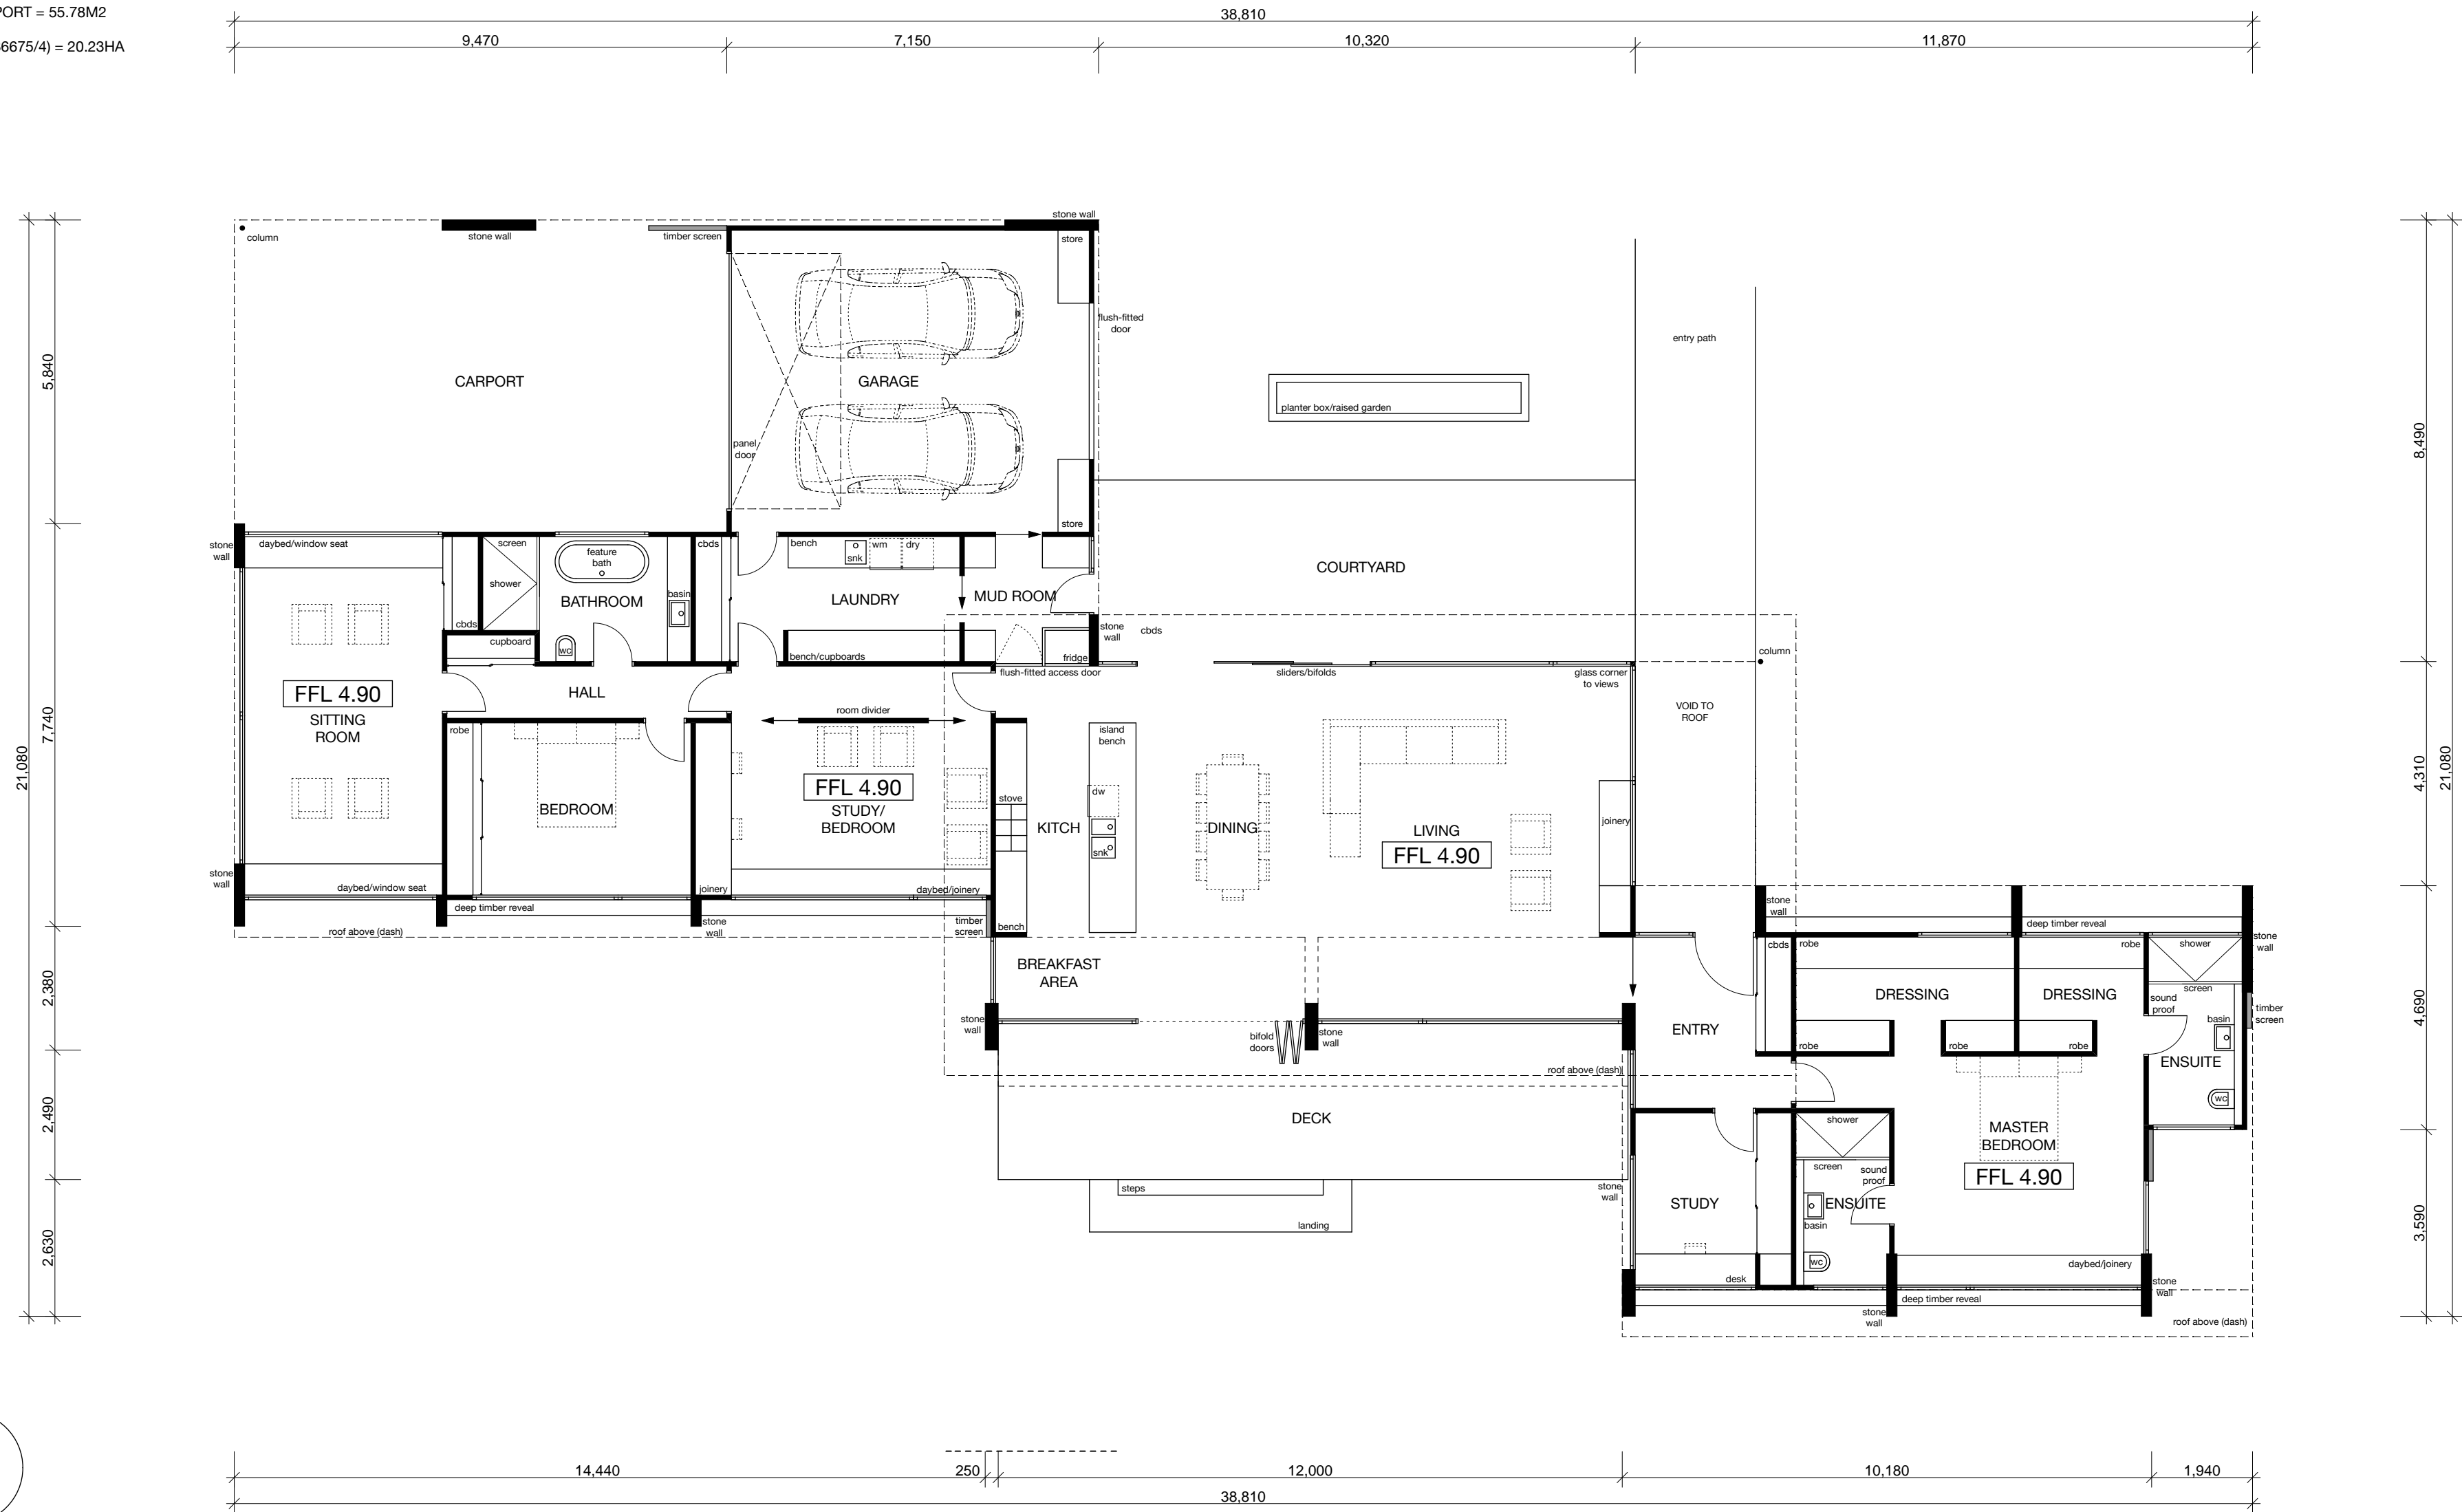 PORT = 55.78M2
6675/4) = 20.23HA
38,810
9,470
7,150
10,320
11,870
column
stone wall
timber screen
stone wall
store
flush-fitted
door
entry path
CARPORT
GARAGE
planter box/raised garden
panel
door
store
5,840
8,490
stone
wall
daybed/window seat
screen
feature
bath
cbds
bench
snk
wm
dry
shower
BATHROOM
basin
LAUNDRY
MUD ROOM
COURTYARD
cbds
cupboard
wc
bench/cupboards
fridge
stone
wall
cbds
flush-fitted access door
sliders/bifolds
glass corner
to views
column
FFL 4.90
SITTING
ROOM
HALL
room divider
VOID TO
ROOF
robe
island
bench
7,740
21,080
4,310
21,080
BEDROOM
FFL 4.90
STUDY/
BEDROOM
stove
dw
KITCH
snk
DINING
LIVING
FFL 4.90
joinery
stone
wall
daybed/window seat
joinery
daybed/joinery
deep timber reveal
stone
wall
timber
screen
bench
roof above (dash)
stone
wall
deep timber reveal
cbds
robe
robe
shower
stone
wall
BREAKFAST
AREA
2,380
DRESSING
DRESSING
screen
sound
proof
basin
timber
screen
4,690
stone
wall
bifold
doors
stone
wall
ENTRY
robe
robe
robe
ENSUITE
roof above (dash)
wc
2,490
DECK
shower
MASTER
BEDROOM
FFL 4.90
screen
sound
proof
steps
stone
wall
STUDY
ENSUITE
basin
landing
2,630
3,590
wc
desk
daybed/joinery
stone
wall
deep timber reveal
stone
wall
roof above (dash)
14,440
250
12,000
10,180
1,940
38,810